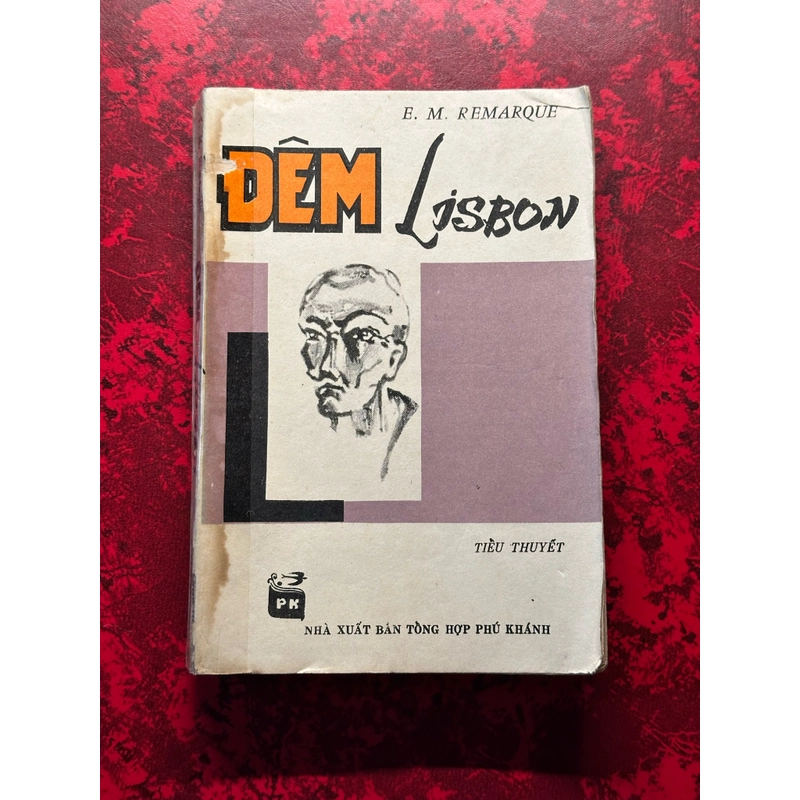 E. M. REMARQUE
ĐÊM LISBON
TIỂU THUYẾT
PK
NHÀ XUẤT BẢN TỔNG HỢP PHÚ KHÁNH